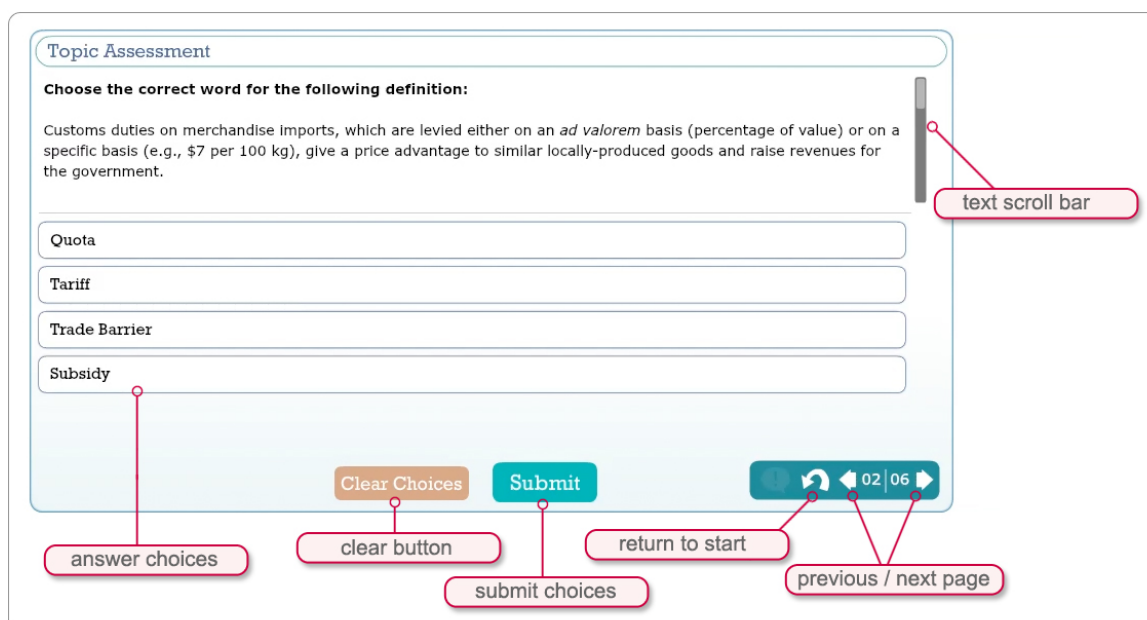 Topic Assessment
Choose the correct word for the following definition:
Customs duties on merchandise imports, which are levied either on an ad valorem basis (percentage of value) or on a
specific basis (e.g., $7 per 100 kg), give a price advantage to similar locally-produced goods and raise revenues for
the government.
text scroll bar
Quota
Tariff
Trade Barrier
Subsidy
Clear Choices
Submit
02|06
answer choices
clear button
submit choices
return to start
previous / next page